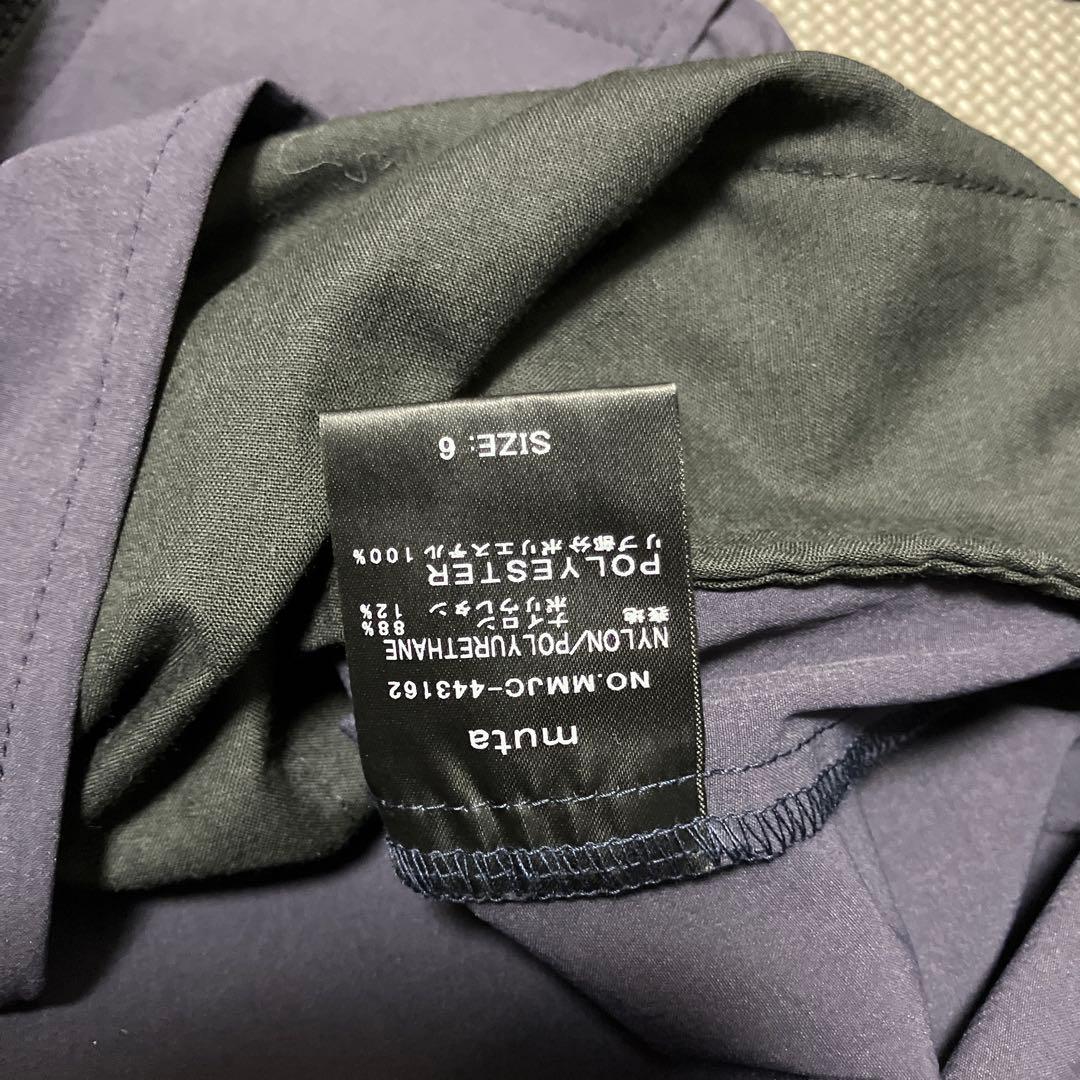 muta
NO.MMJC-443162
NYLON/POLYURETHANE
表地 ナイロン 88%
ポリウレタン 12%
POLYESTER
リブ部分ポリエステル100%
SIZE: 6